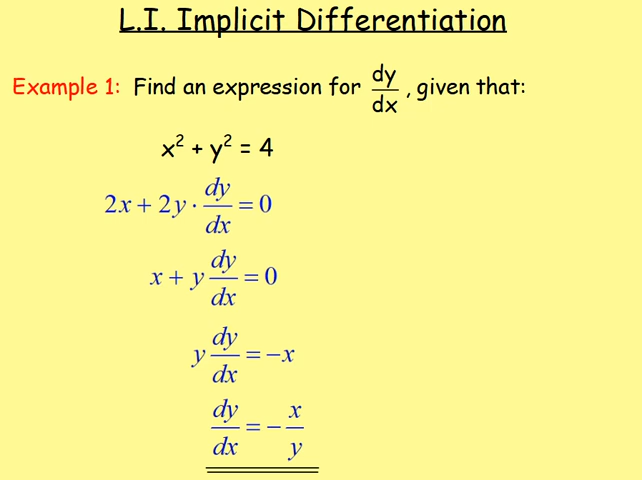 L.I. Implicit Differentiation
Example 1: Find an expression for dy/dx , given that:
x² + y² = 4
2x + 2y · dy/dx = 0
x + y dy/dx = 0
y dy/dx = −x
dy/dx = − x/y